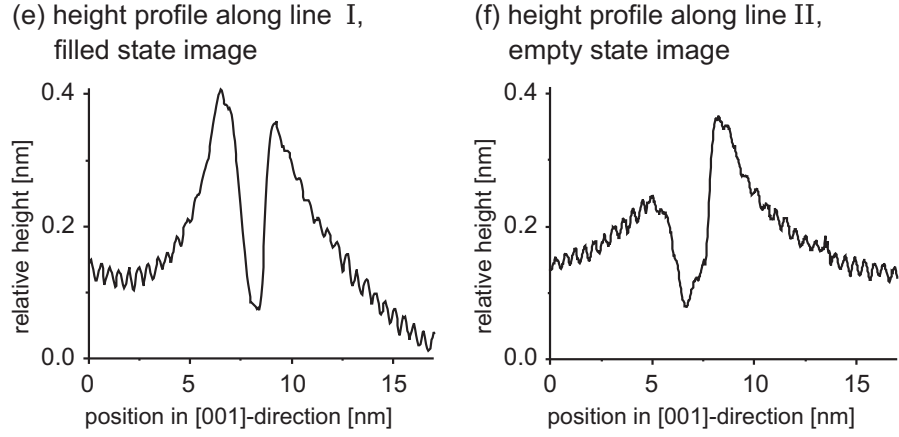 (e) height profile along line I,
filled state image
0.4
0.2
0.0
relative height [nm]
0
5
10
15
position in [001]-direction [nm]
(f) height profile along line II,
empty state image
0.4
0.2
0.0
relative height [nm]
0
5
10
15
position in [001]-direction [nm]